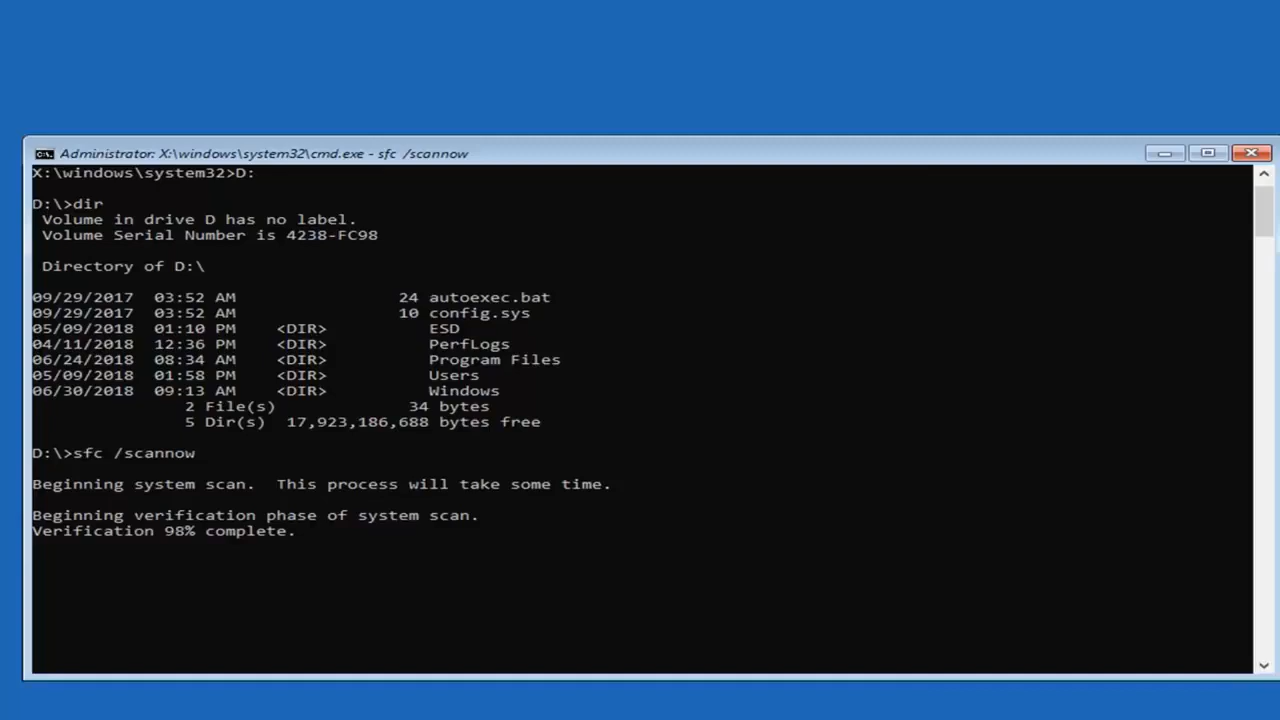 Administrator: X:\windows\system32\cmd.exe - sfc /scannow
X:\windows\system32>D:
D:\>dir
Volume in drive D has no label.
Volume Serial Number is 4238-FC98
Directory of D:\
09/29/2017 03:52 AM 24 autoexec.bat
09/29/2017 03:52 AM 10 config.sys
05/09/2018 01:10 PM <DIR> ESD
04/11/2018 12:36 PM <DIR> PerfLogs
06/24/2018 08:34 AM <DIR> Program Files
05/09/2018 01:58 PM <DIR> Users
06/30/2018 09:13 AM <DIR> Windows
2 File(s) 34 bytes
5 Dir(s) 17,923,186,688 bytes free
D:\>sfc /scannow
Beginning system scan. This process will take some time.
Beginning verification phase of system scan.
Verification 98% complete.